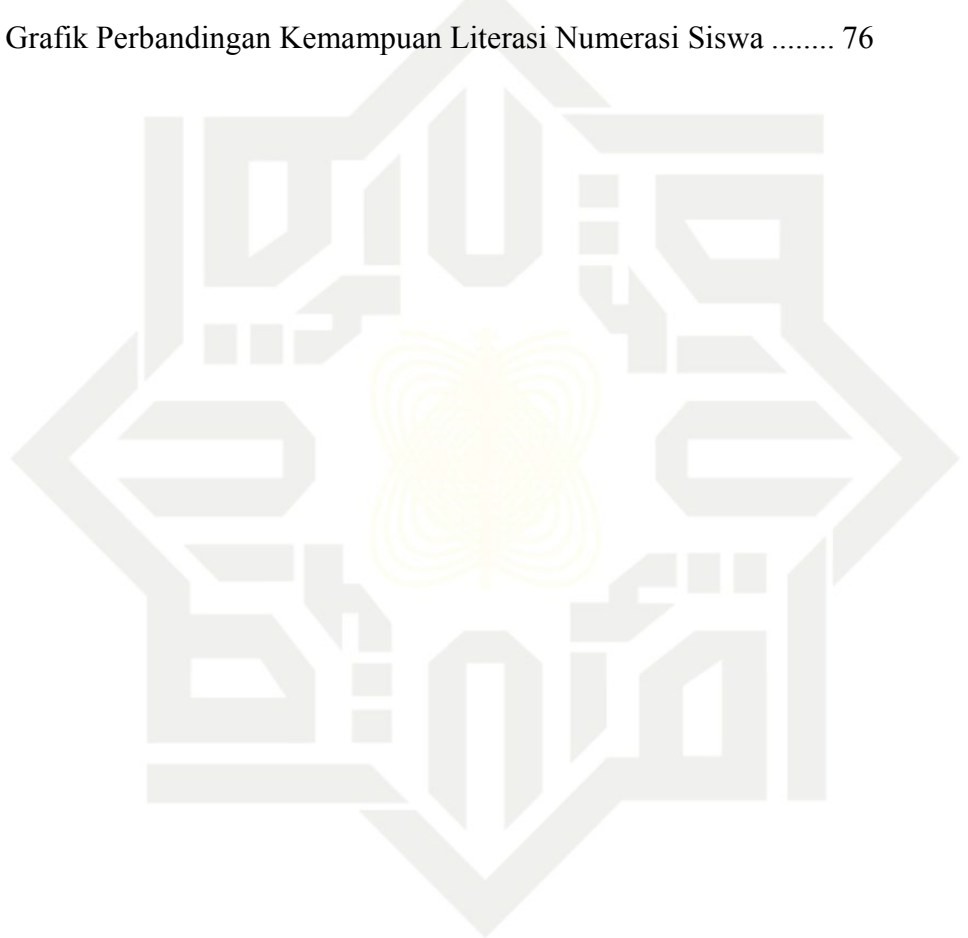 Grafik Perbandingan Kemampuan Literasi Numerasi Siswa ........ 76